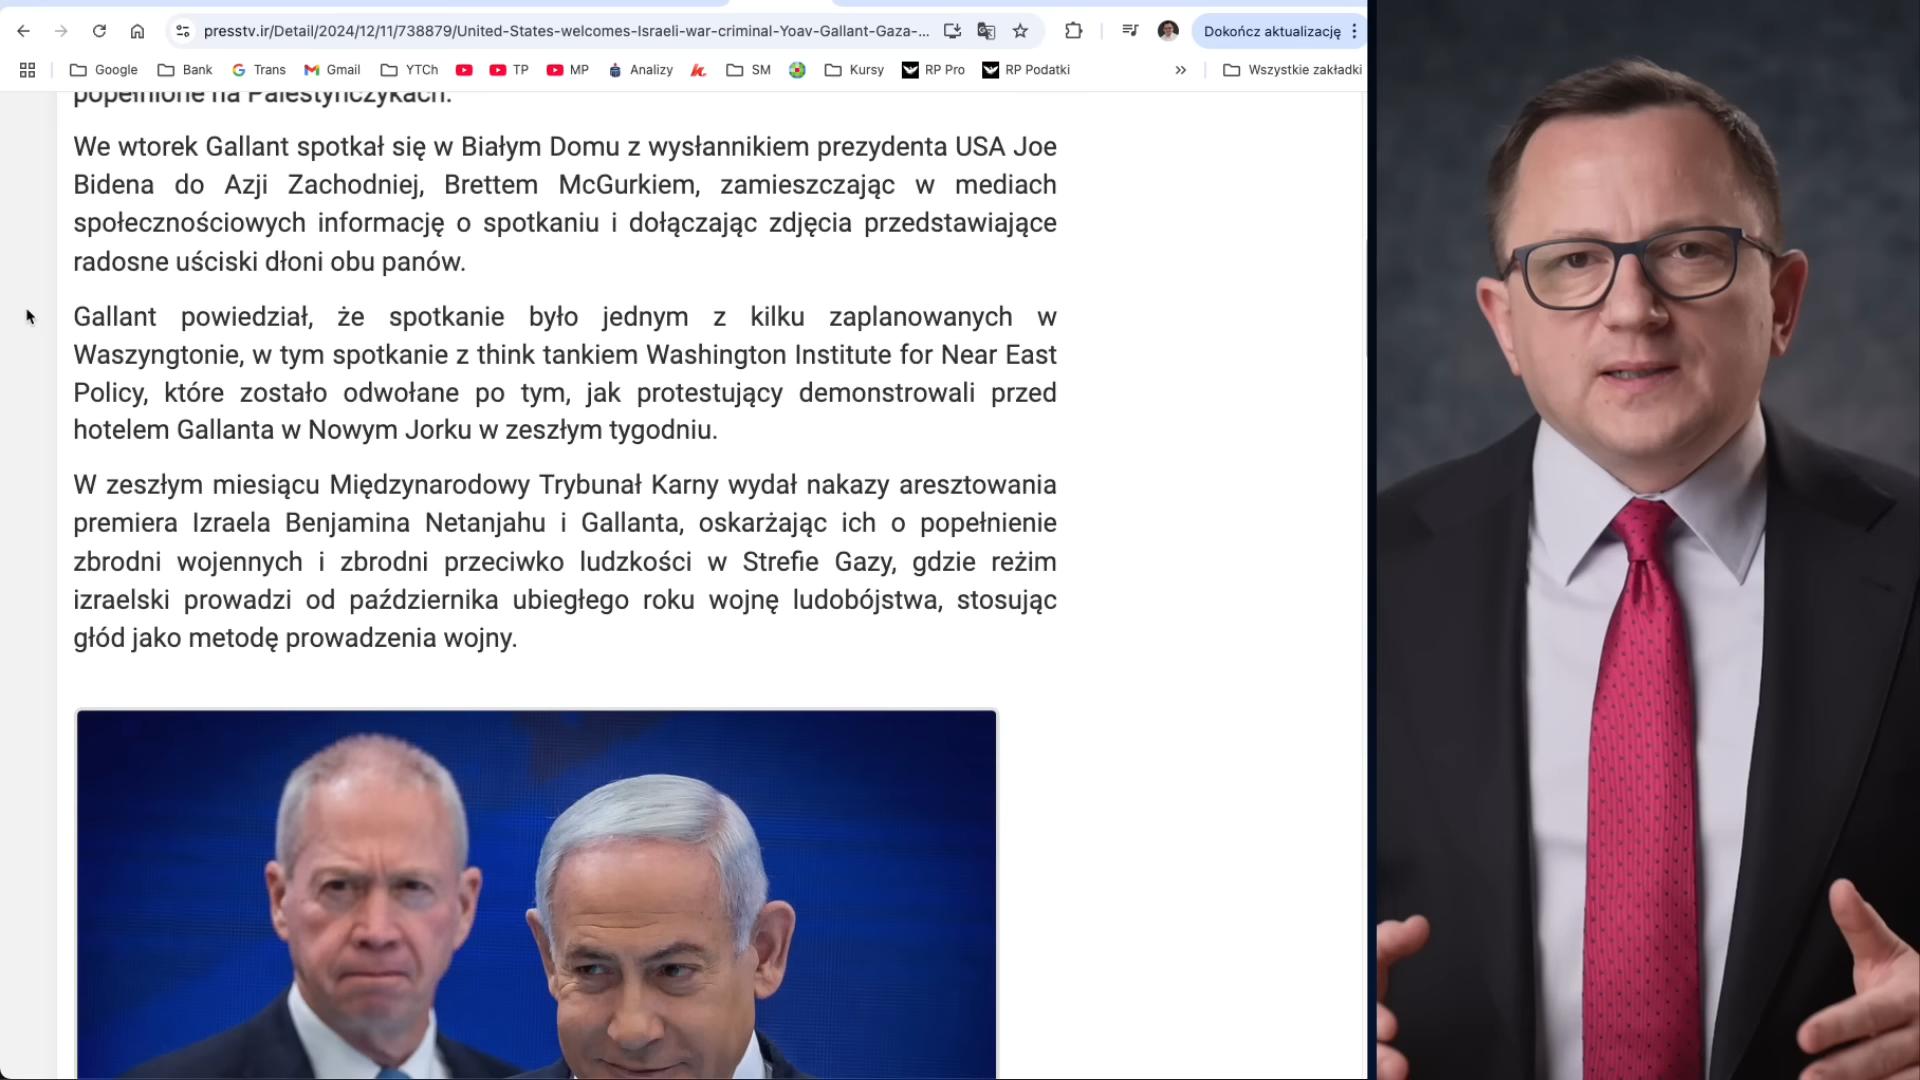 presstv.ir/Detail/2024/12/11/738879/United-States-welcomes-Israeli-war-criminal-Yoav-Gallant-Gaza-...
Dokończ aktualizację
Google Bank Trans Gmail YTCh TP MP Analizy SM Kursy RP Pro RP Podatki » Wszystkie zakładki
popełnione na Palestyńczykach.
We wtorek Gallant spotkał się w Białym Domu z wysłannikiem prezydenta USA Joe
Bidena do Azji Zachodniej, Brettem McGurkiem, zamieszczając w mediach
społecznościowych informację o spotkaniu i dołączając zdjęcia przedstawiające
radosne uściski dłoni obu panów.
Gallant powiedział, że spotkanie było jednym z kilku zaplanowanych w
Waszyngtonie, w tym spotkanie z think tankiem Washington Institute for Near East
Policy, które zostało odwołane po tym, jak protestujący demonstrowali przed
hotelem Gallanta w Nowym Jorku w zeszłym tygodniu.
W zeszłym miesiącu Międzynarodowy Trybunał Karny wydał nakazy aresztowania
premiera Izraela Benjamina Netanjahu i Gallanta, oskarżając ich o popełnienie
zbrodni wojennych i zbrodni przeciwko ludzkości w Strefie Gazy, gdzie reżim
izraelski prowadzi od października ubiegłego roku wojnę ludobójstwa, stosując
głód jako metodę prowadzenia wojny.